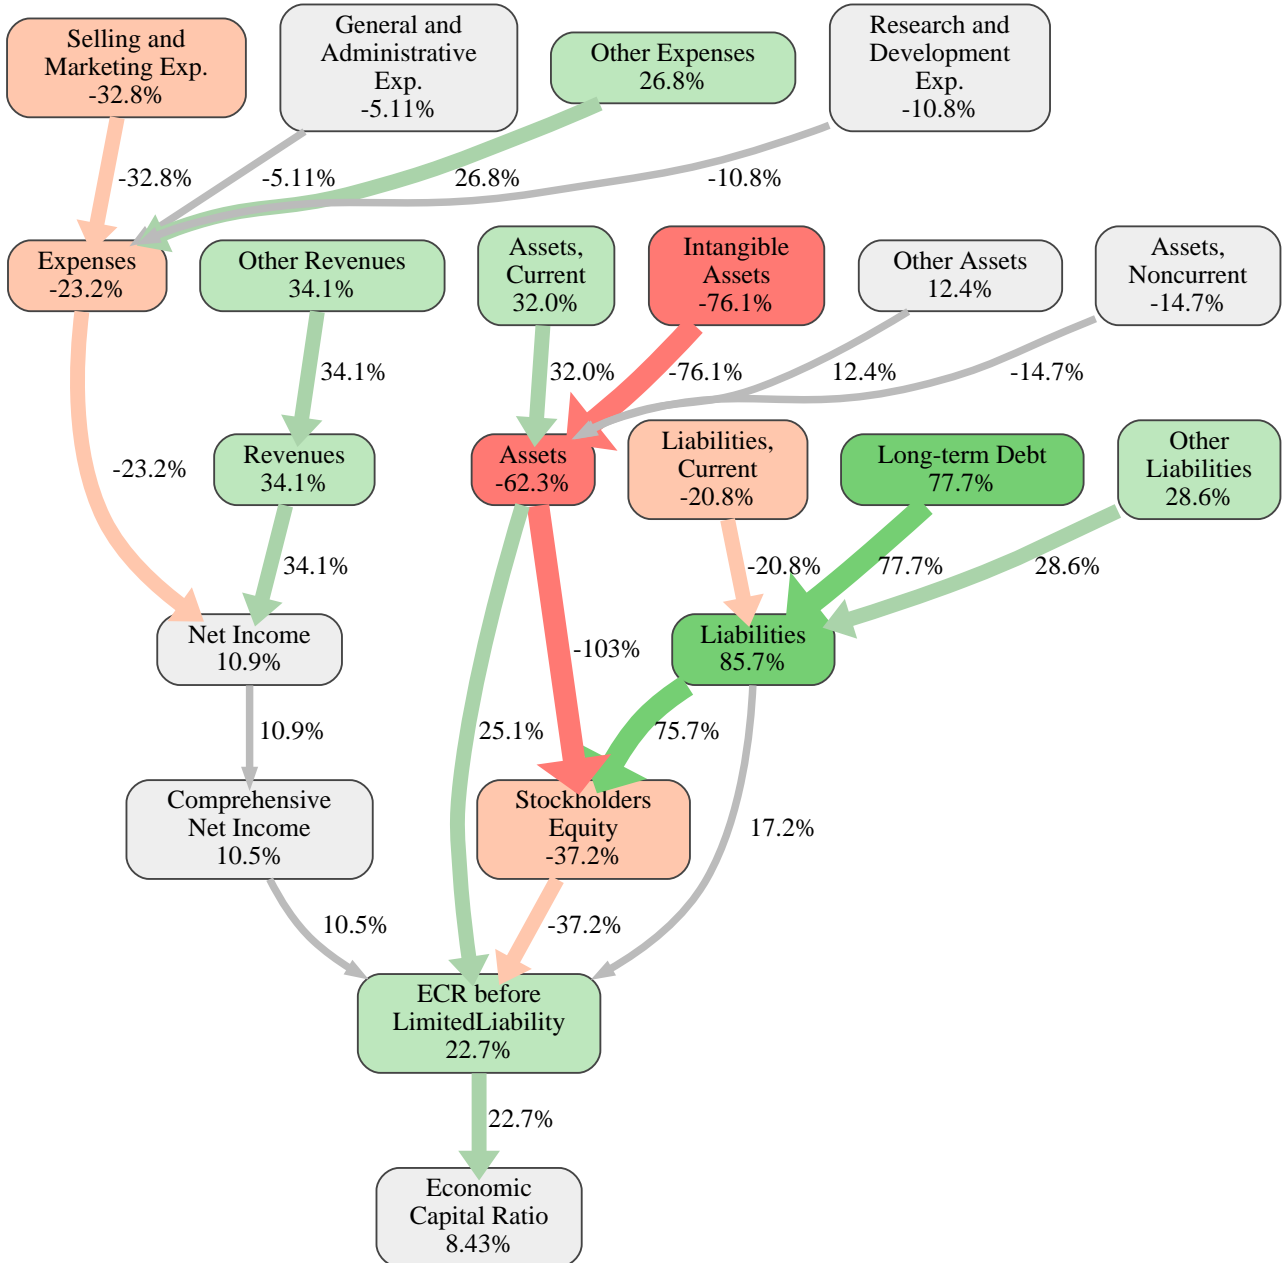 Selling and
Marketing Exp.
-32.8%
General and
Administrative
Exp.
-5.11%
Other Expenses
26.8%
Research and
Development
Exp.
-10.8%
-32.8%
-5.11%
26.8%
-10.8%
Expenses
-23.2%
Other Revenues
34.1%
Assets,
Current
32.0%
Intangible
Assets
-76.1%
Other Assets
12.4%
Assets,
Noncurrent
-14.7%
34.1%
32.0%
-76.1%
12.4%
-14.7%
-23.2%
Revenues
34.1%
Assets
-62.3%
Liabilities,
Current
-20.8%
Long-term Debt
77.7%
Other
Liabilities
28.6%
34.1%
-20.8%
77.7%
28.6%
Net Income
10.9%
-103%
Liabilities
85.7%
10.9%
25.1%
75.7%
Comprehensive
Net Income
10.5%
Stockholders
Equity
-37.2%
17.2%
10.5%
-37.2%
ECR before
LimitedLiability
22.7%
22.7%
Economic
Capital Ratio
8.43%